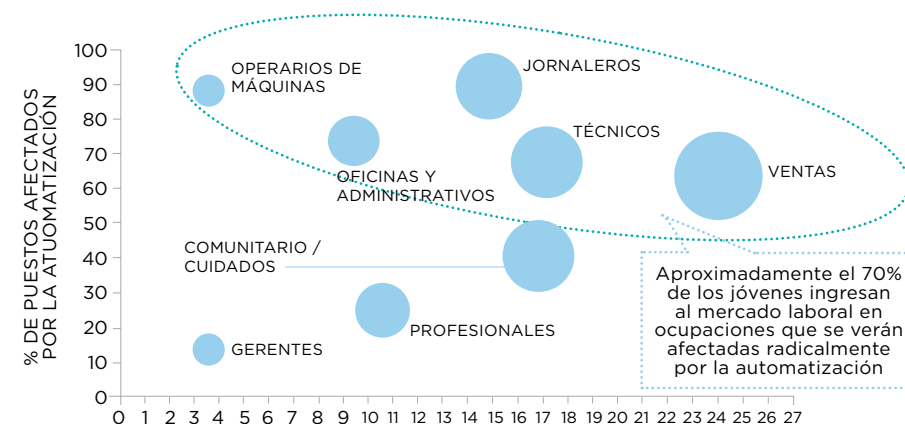 % DE PUESTOS AFECTADOS
POR LA ATUOMATIZACIÓN
100
90
80
70
60
50
40
30
20
10
0
OPERARIOS DE
MÁQUINAS
JORNALEROS
TÉCNICOS
OFICINAS Y
ADMINISTRATIVOS
VENTAS
COMUNITARIO /
CUIDADOS
PROFESIONALES
GERENTES
Aproximadamente el 70%
de los jóvenes ingresan
al mercado laboral en
ocupaciones que se verán
afectadas radicalmente
por la automatización
0 1 2 3 4 5 6 7 8 9 10 11 12 13 14 15 16 17 18 19 20 21 22 23 24 25 26 27